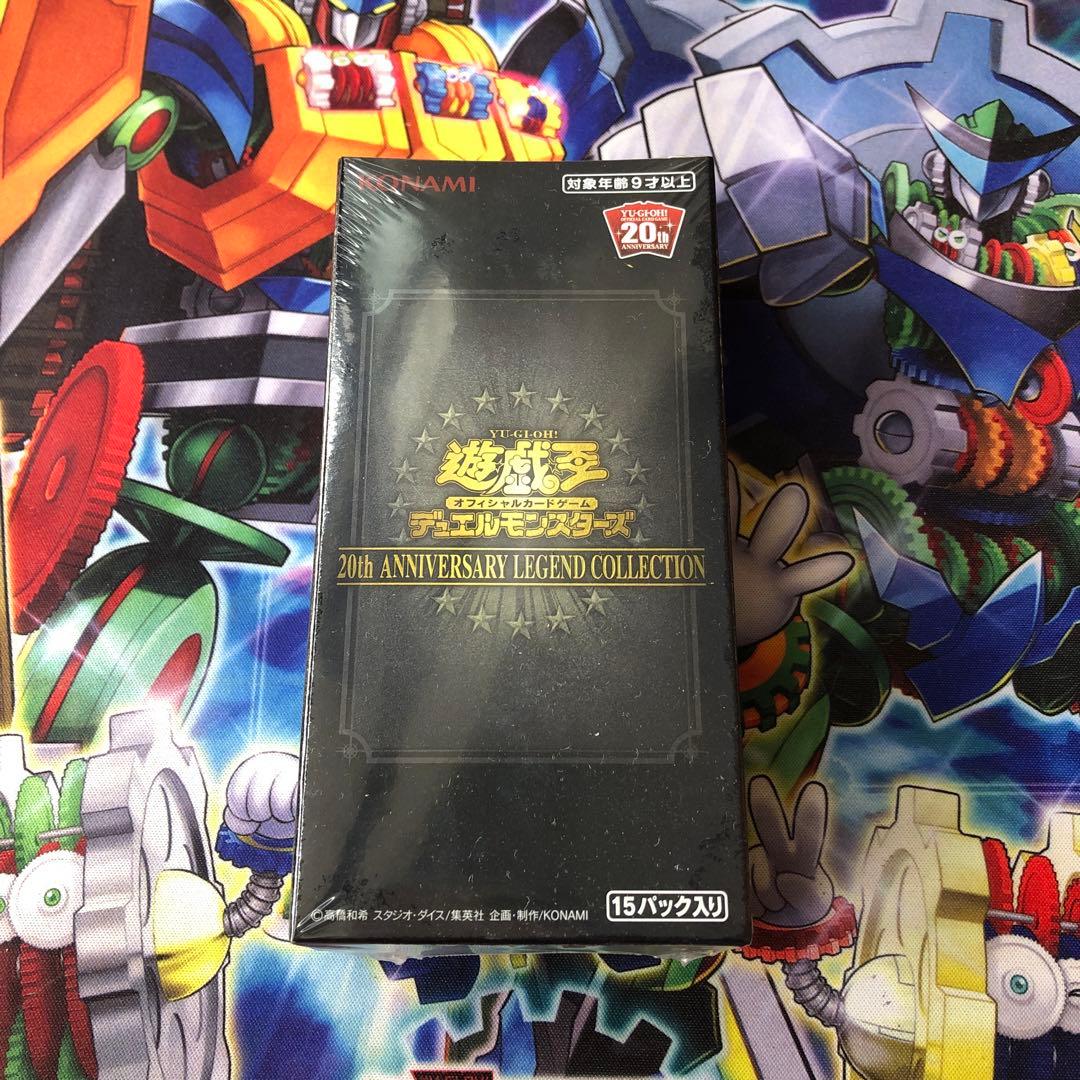 KONAMI
対象年齢9才以上
YU-GI-OH!
OFFICIAL CARD GAME
20th
ANNIVERSARY
YU-GI-OH!
遊戯王
オフィシャルカードゲーム
デュエルモンスターズ
20th ANNIVERSARY LEGEND COLLECTION
©高橋和希 スタジオ・ダイス/集英社 企画・制作/KONAMI
15パック入り